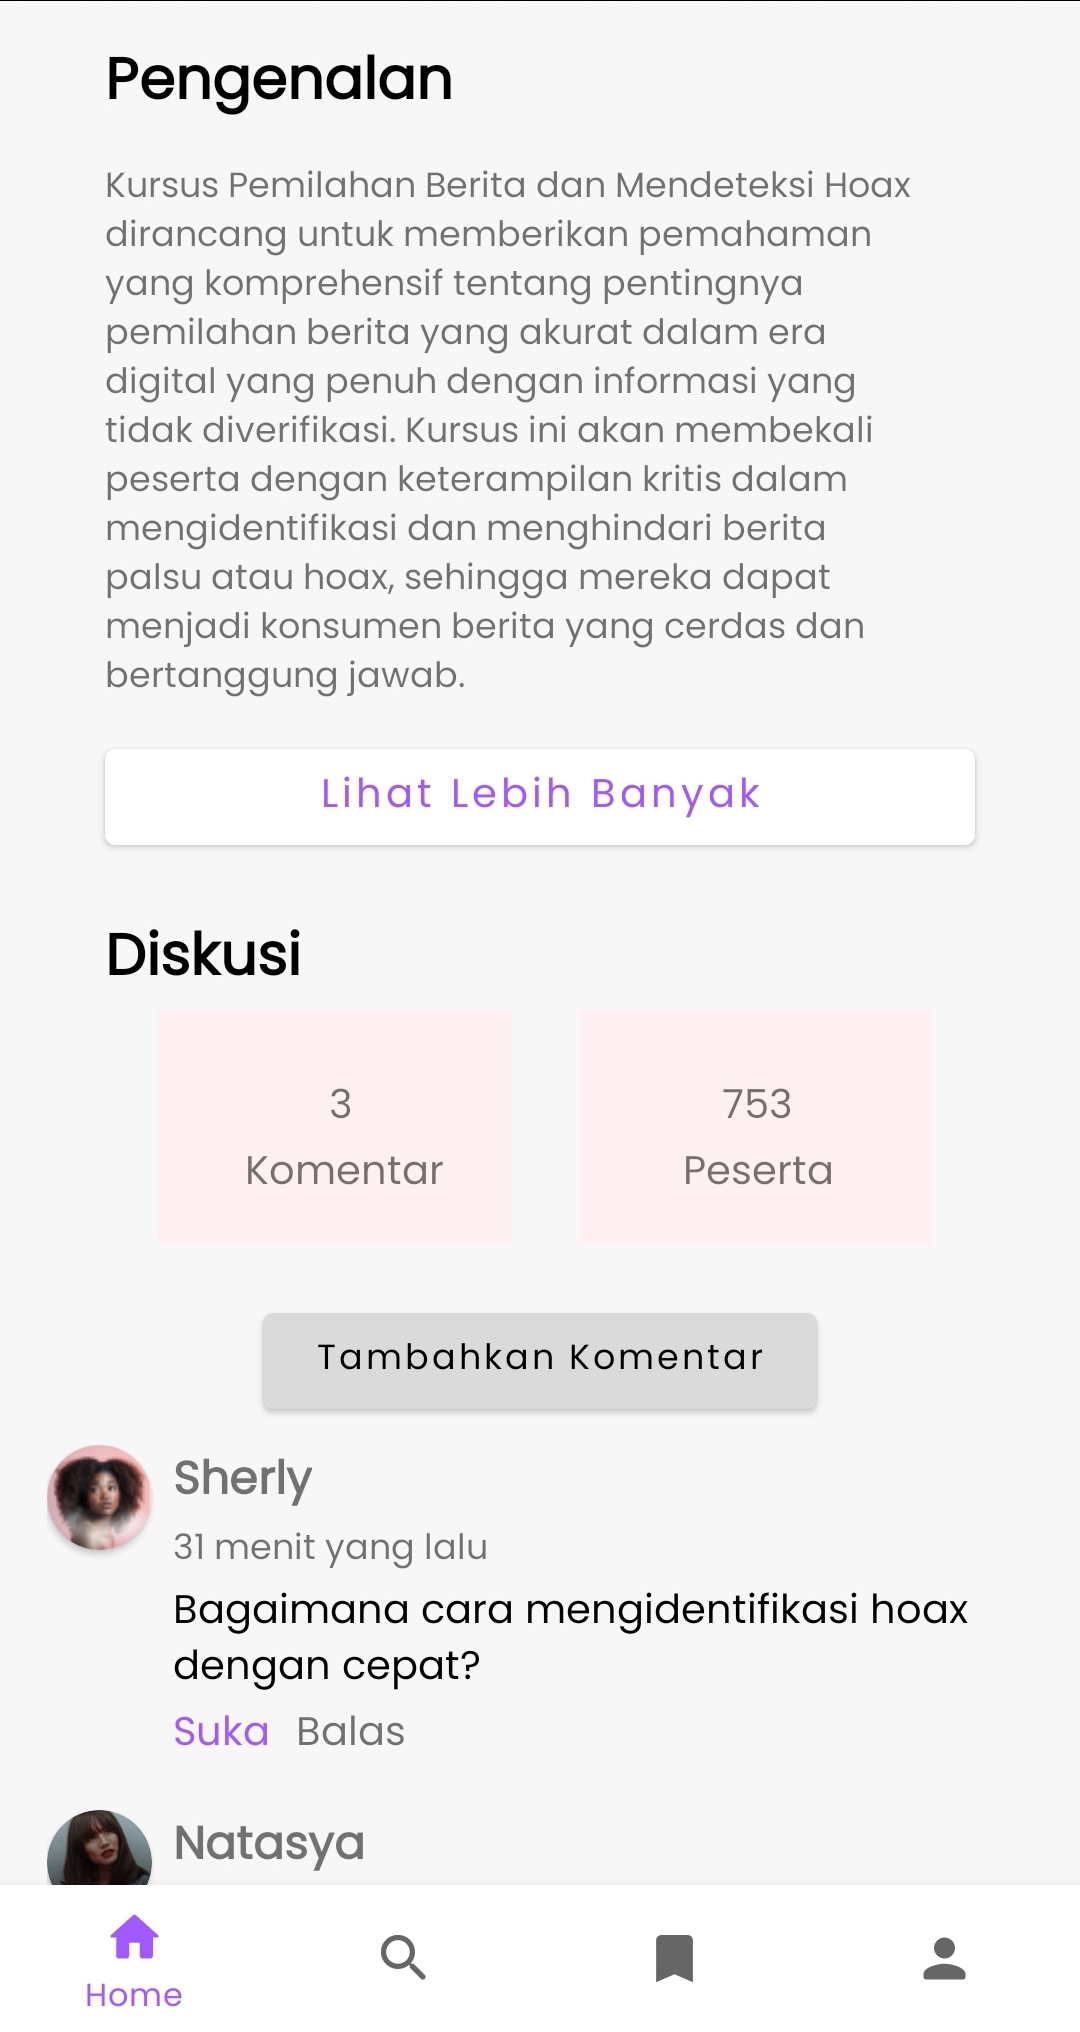 Pengenalan
Kursus Pemilahan Berita dan Mendeteksi Hoax
dirancang untuk memberikan pemahaman
yang komprehensif tentang pentingnya
pemilahan berita yang akurat dalam era
digital yang penuh dengan informasi yang
tidak diverifikasi. Kursus ini akan membekali
peserta dengan keterampilan kritis dalam
mengidentifikasi dan menghindari berita
palsu atau hoax, sehingga mereka dapat
menjadi konsumen berita yang cerdas dan
bertanggung jawab.
Lihat Lebih Banyak
Diskusi
3
Komentar
753
Peserta
Tambahkan Komentar
Sherly
31 menit yang lalu
Bagaimana cara mengidentifikasi hoax
dengan cepat?
Suka Balas
Natasya
Home